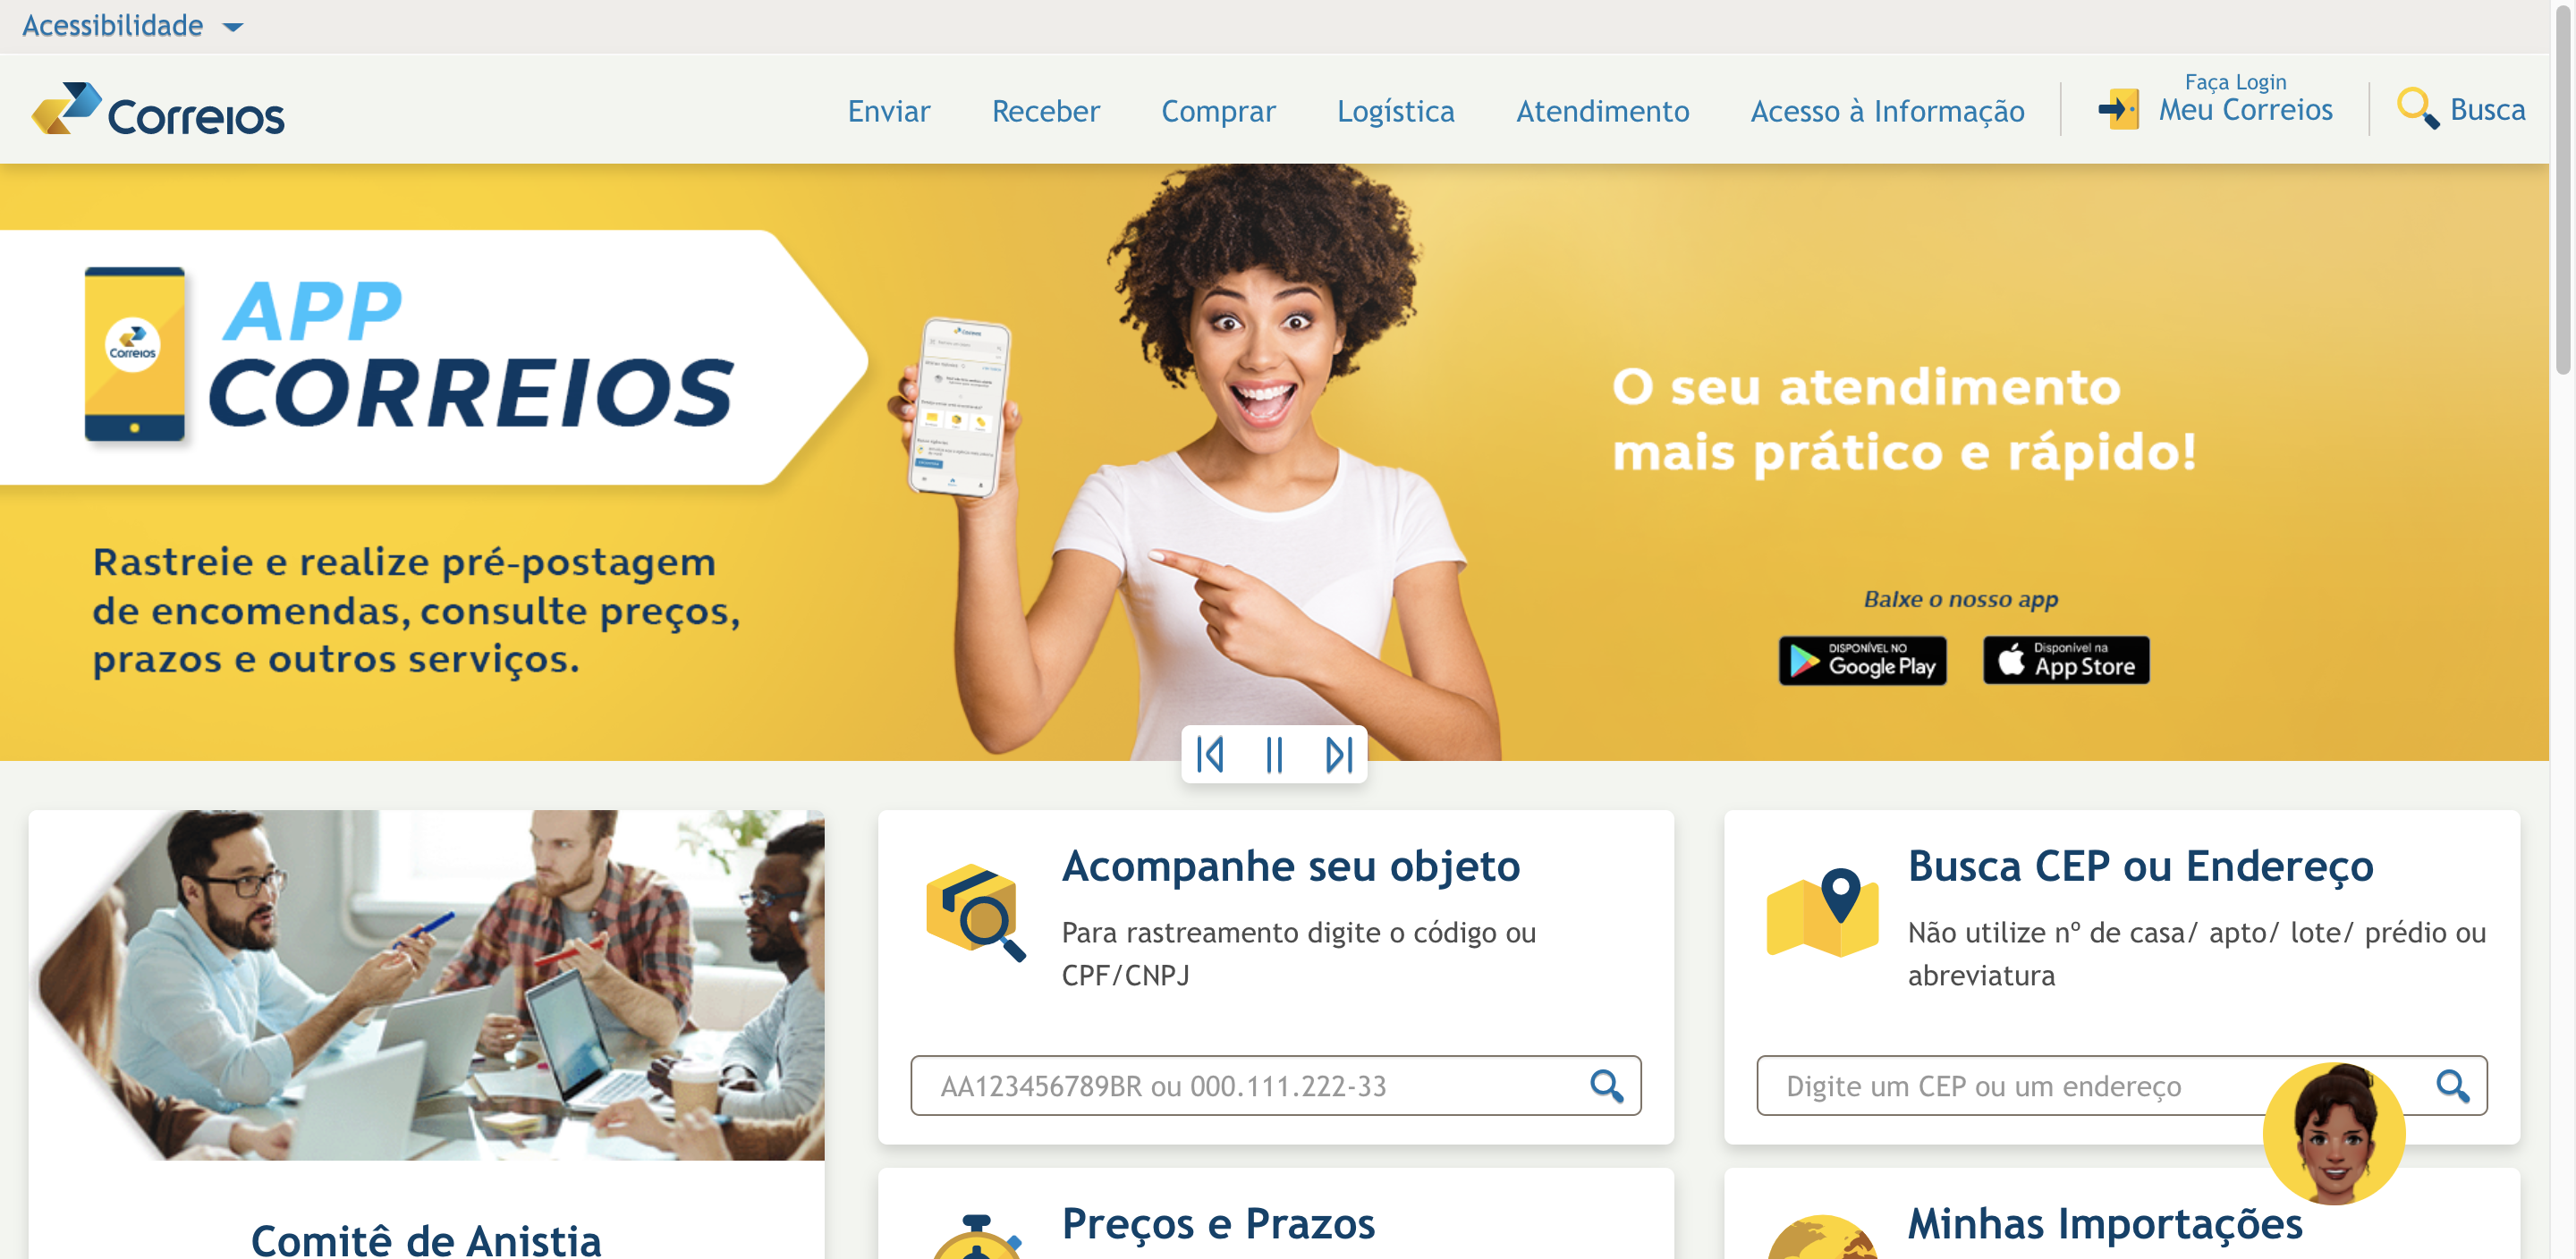 Acessibilidade
Correios
Enviar
Receber
Comprar
Logística
Atendimento
Acesso à Informação
Faça Login
Meu Correios
Busca
Correios
APP
CORREIOS
Rastreie e realize pré-postagem
de encomendas, consulte preços,
prazos e outros serviços.
O seu atendimento
mais prático e rápido!
Baixe o nosso app
DISPONÍVEL NO
Google Play
Disponível na
App Store
Comitê de Anistia
Acompanhe seu objeto
Para rastreamento digite o código ou
CPF/CNPJ
AA123456789BR ou 000.111.222-33
Busca CEP ou Endereço
Não utilize nº de casa/ apto/ lote/ prédio ou
abreviatura
Digite um CEP ou um endereço
Preços e Prazos
Minhas Importações